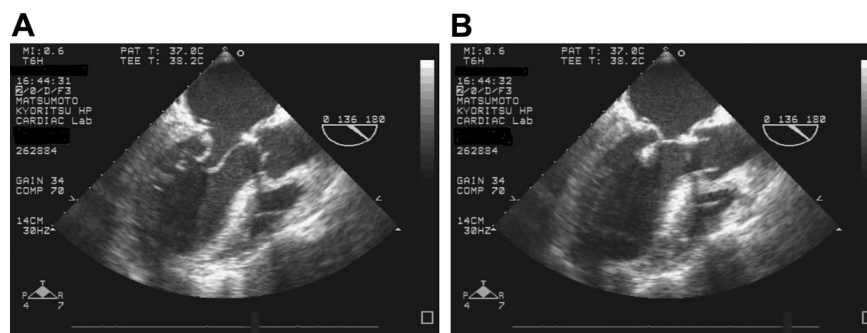 A
MI:0.6
T6H
PAT T: 37.0C
TEE T: 38.2C
16:44:31
2/0/D/F3
MATSUMOTO
KYORITSU HP
CARDIAC Lab
262884
GAIN 34
COMP 70
14CM
30HZ
0 136 180
T
P R
4 7
B
MI:0.6
T6H
PAT T: 37.0C
TEE T: 38.2C
16:44:32
2/0/D/F3
MATSUMOTO
KYORITSU HP
CARDIAC Lab
262884
GAIN 34
COMP 70
14CM
30HZ
0 136 180
T
P R
4 7